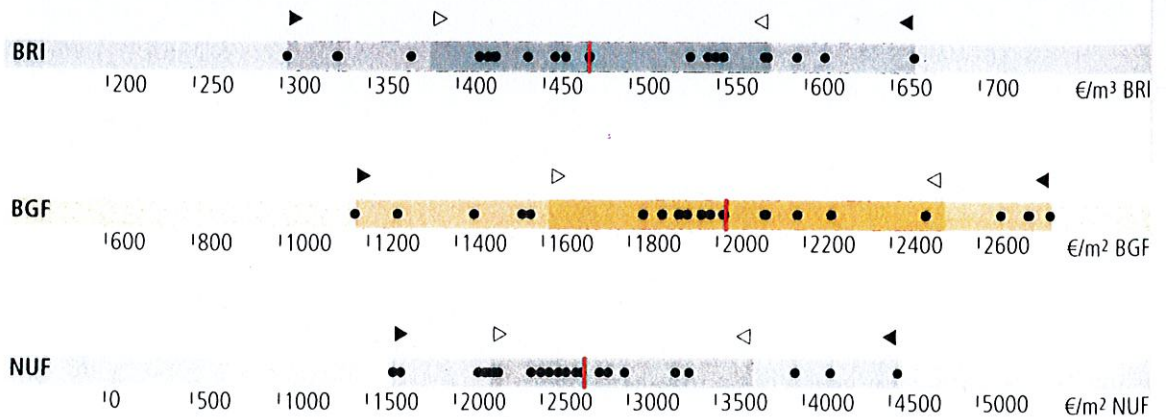 BRI
200 250 300 350 400 450 500 550 600 650 700 €/m³ BRI
BGF
600 800 1000 1200 1400 1600 1800 2000 2200 2400 2600 €/m² BGF
NUF
0 500 1000 1500 2000 2500 3000 3500 4000 4500 5000 €/m² NUF